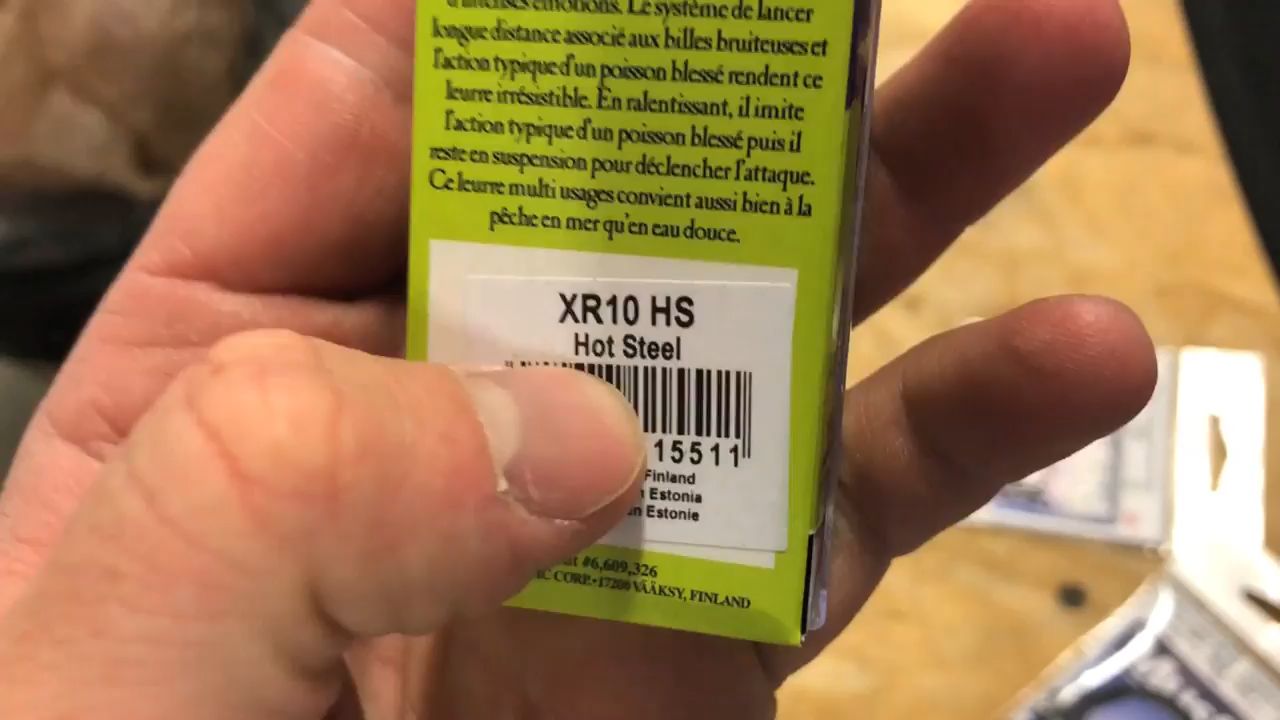 d'intenses émotions. Le système de lancer
longue distance associé aux billes bruiteuses et
l'action typique d'un poisson blessé rendent ce
leurre irrésistible. En ralentissant, il imite
l'action typique d'un poisson blessé puis il
reste en suspension pour déclencher l'attaque.
Ce leurre multi usages convient aussi bien à la
pêche en mer qu'en eau douce.
XR10 HS
Hot Steel
15511
Finland
Estonia
Estonie
#6,609,326
CORP.•17200 VÄÄKSY, FINLAND